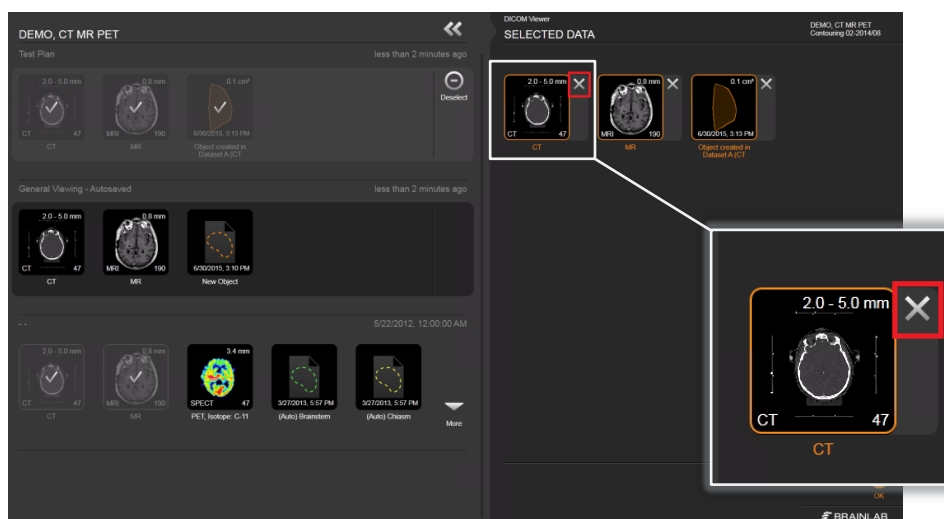 DEMO, CT MR PET
Test Plan
less than 2 minutes ago
2.0 - 5.0 mm
0.8 mm
0.1 cm³
CT
47
MRI
190
6/30/2015, 3:13 PM
CT
MR
Object created in
Dataset A (CT
Deselect
General Viewing - Autosaved
less than 2 minutes ago
2.0 - 5.0 mm
0.8 mm
CT
47
MRI
190
6/30/2015, 3:10 PM
CT
MR
New Object
- -
5/22/2012, 12:00:00 AM
2.0 - 5.0 mm
0.8 mm
3.4 mm
CT
47
MRI
190
SPECT
47
3/27/2013, 5:57 PM
3/27/2013, 5:57 PM
CT
MR
PET, Isotope: C-11
(Auto) Brainstem
(Auto) Chiasm
More
DICOM Viewer
SELECTED DATA
DEMO, CT MR PET
Contouring 02-2014/08
2.0 - 5.0 mm
0.8 mm
0.1 cm³
CT
47
MRI
190
6/30/2015, 3:13 PM
CT
MR
Object created in
Dataset A (CT
2.0 - 5.0 mm
CT
47
CT
OK
BRAINLAB